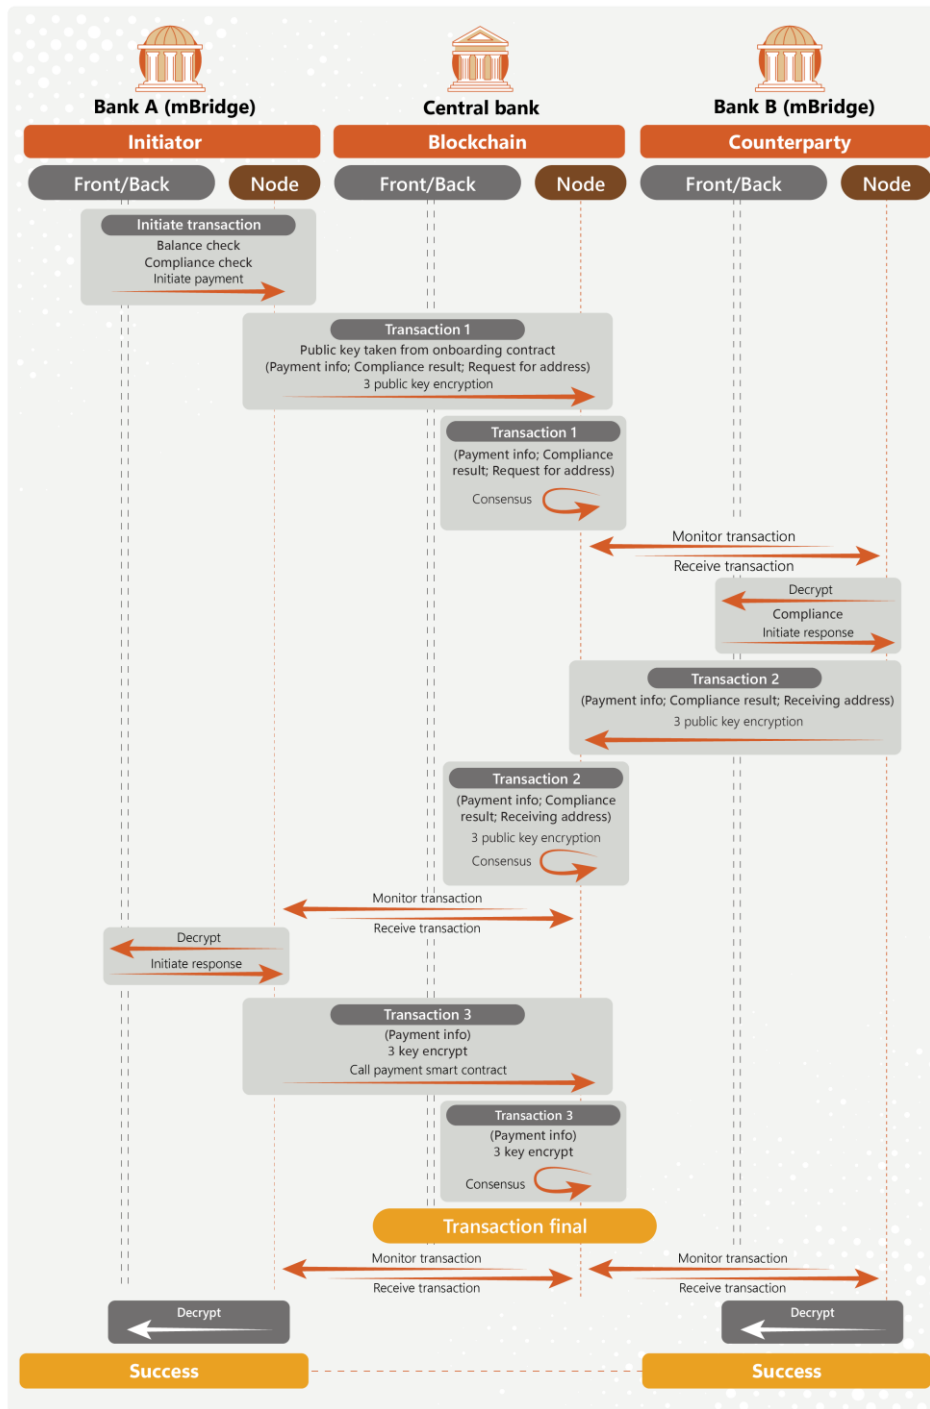 Bank A (mBridge)
Central bank
Bank B (mBridge)
Initiator
Blockchain
Counterparty
Front/Back
Node
Front/Back
Node
Front/Back
Node
Initiate transaction
Balance check
Compliance check
Initiate payment
Transaction 1
Public key taken from onboarding contract
(Payment info; Compliance result; Request for address)
3 public key encryption
Transaction 1
(Payment info; Compliance
result; Request for address)
Consensus
Monitor transaction
Receive transaction
Decrypt
Compliance
Initiate response
Transaction 2
(Payment info; Compliance result; Receiving address)
3 public key encryption
Transaction 2
(Payment info; Compliance
result; Receiving address)
3 public key encryption
Consensus
Monitor transaction
Receive transaction
Decrypt
Initiate response
Transaction 3
(Payment info)
3 key encrypt
Call payment smart contract
Transaction 3
(Payment info)
3 key encrypt
Consensus
Transaction final
Monitor transaction
Monitor transaction
Receive transaction
Receive transaction
Decrypt
Decrypt
Success
Success